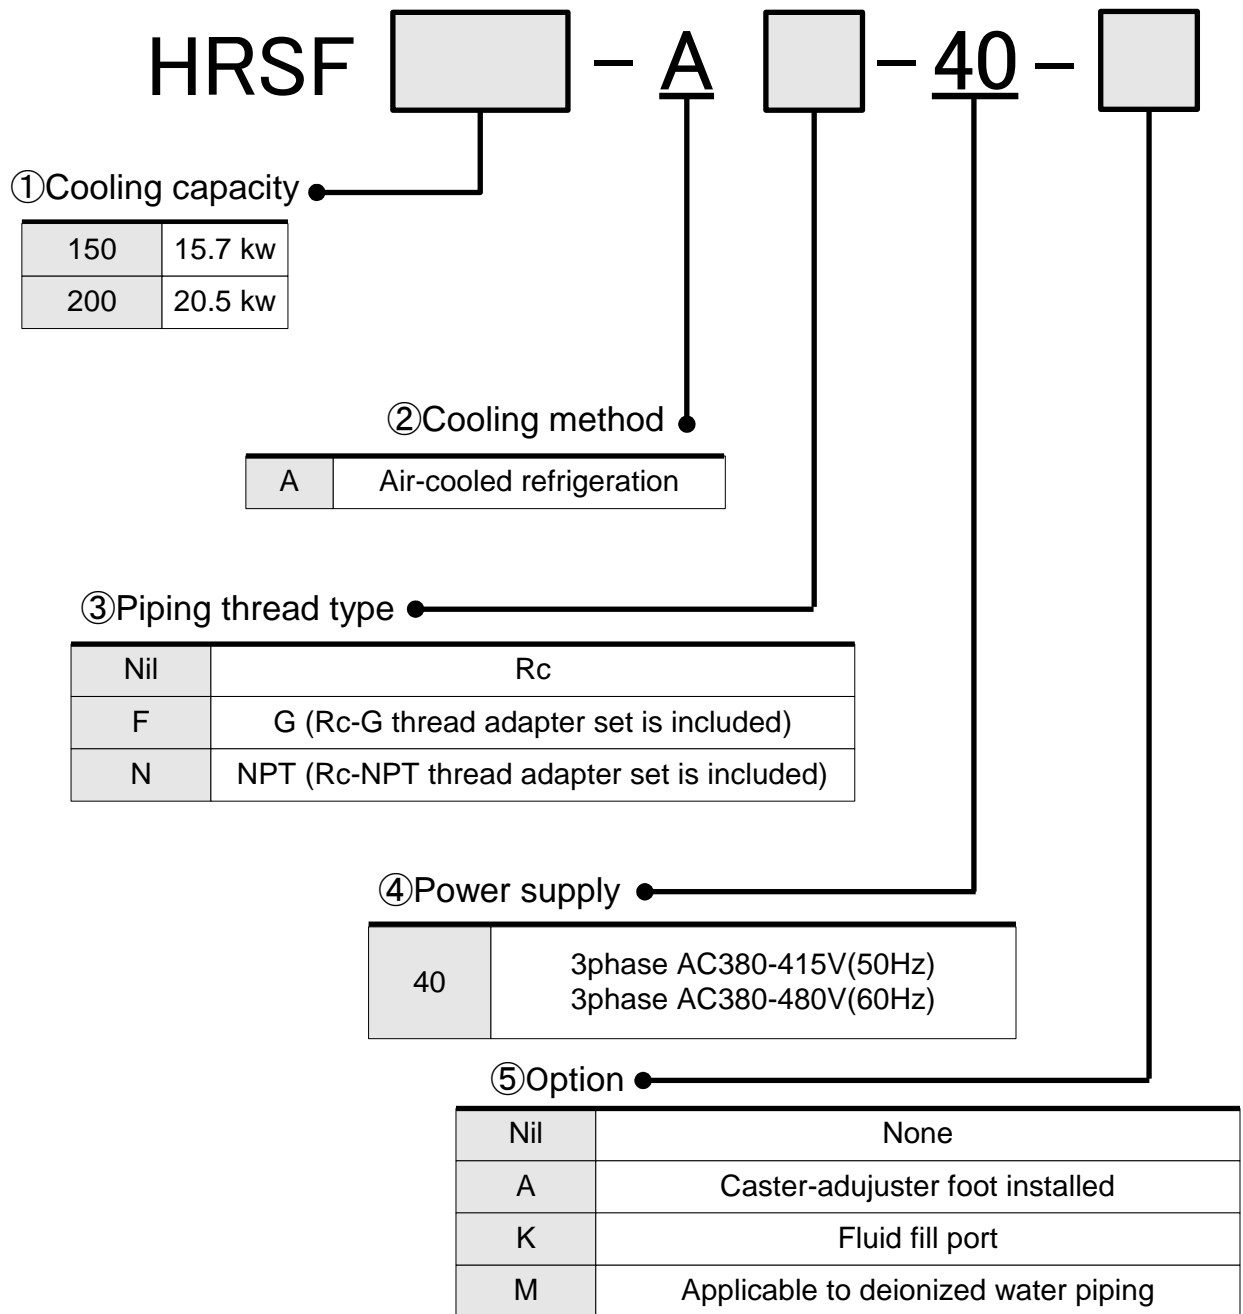 HRSF – A – 40 –
①Cooling capacity
150 15.7 kw
200 20.5 kw
②Cooling method
A Air-cooled refrigeration
③Piping thread type
Nil Rc
F G (Rc-G thread adapter set is included)
N NPT (Rc-NPT thread adapter set is included)
④Power supply
40 3phase AC380-415V(50Hz)
3phase AC380-480V(60Hz)
⑤Option
Nil None
A Caster-adujuster foot installed
K Fluid fill port
M Applicable to deionized water piping